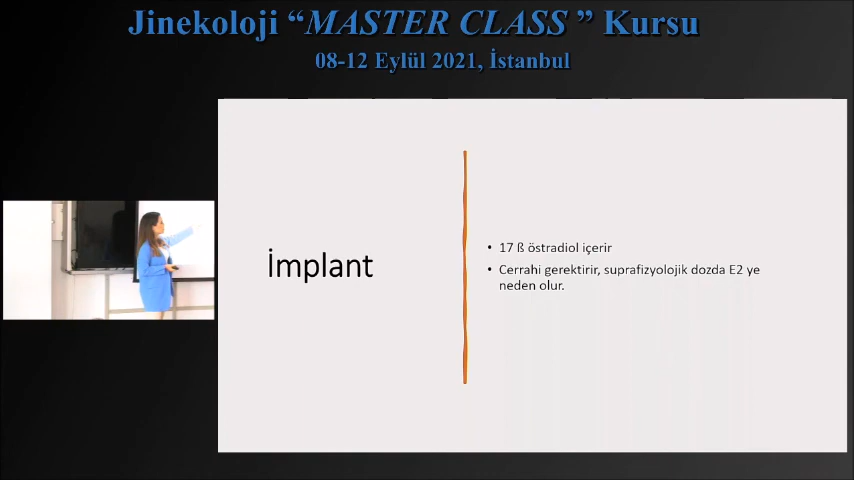 Jinekoloji “MASTER CLASS ” Kursu
08-12 Eylül 2021, İstanbul
İmplant
• 17 ß östradiol içerir
• Cerrahi gerektirir, suprafizyolojik dozda E2 ye
neden olur.